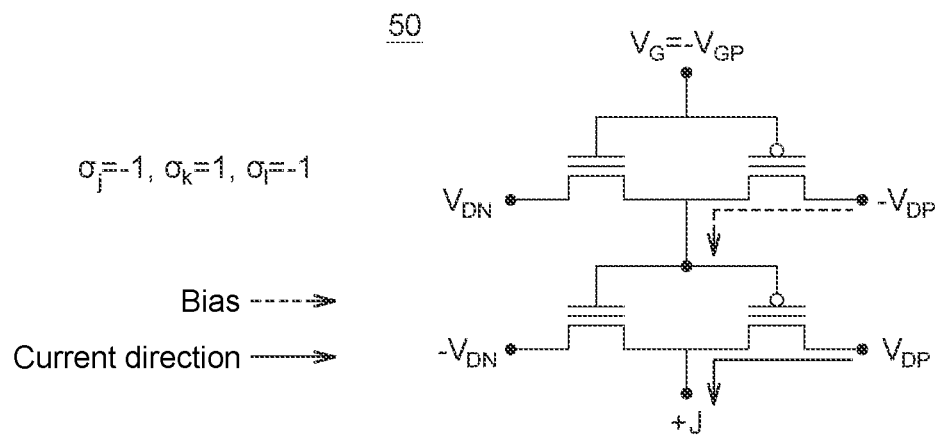 50
V_G=-V_GP
σ_j=-1, σ_k=1, σ_l=-1
V_DN
-V_DP
Bias
Current direction
-V_DN
V_DP
+J